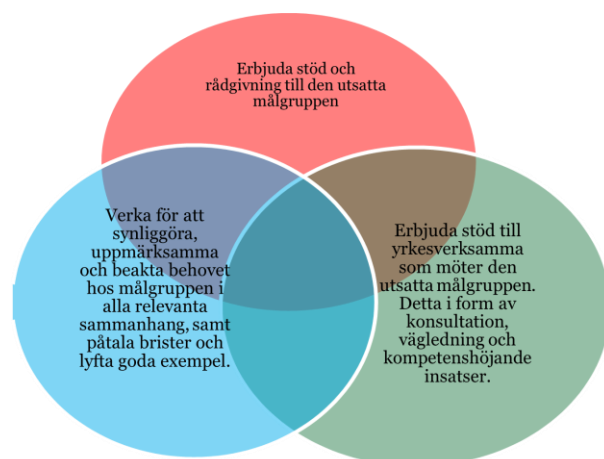 Erbjuda stöd och
rådgivning till den utsatta
målgruppen
Verka för att
synliggöra,
uppmärksamma
och beakta behovet
hos målgruppen i
alla relevanta
sammanhang, samt
påtala brister och
lyfta goda exempel.
Erbjuda stöd till
yrkesverksamma
som möter den
utsatta målgruppen.
Detta i form av
konsultation,
vägledning och
kompetenshöjande
insatser.